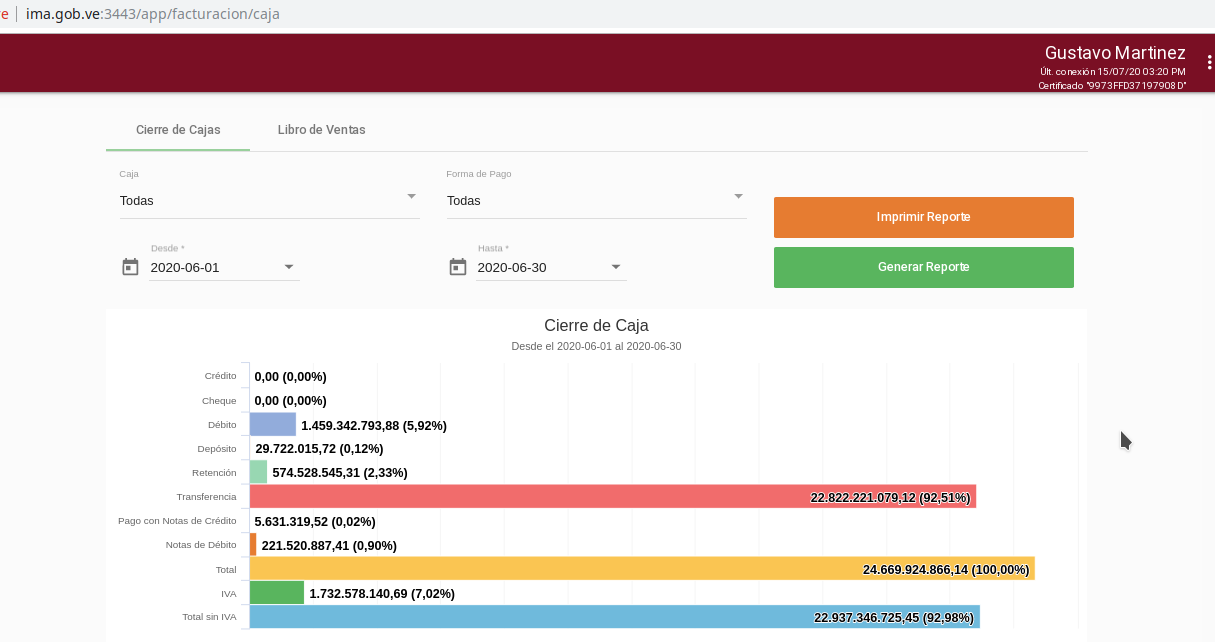 e ima.gob.ve:3443/app/facturacion/caja
Gustavo Martinez
Últ. conexión 15/07/20 03:20 PM
Certificado "9973FFD37197908D"
Cierre de Cajas Libro de Ventas
Caja Forma de Pago
Todas Todas
Imprimir Reporte
Desde * Hasta *
2020-06-01 2020-06-30
Generar Reporte
Cierre de Caja
Desde el 2020-06-01 al 2020-06-30
Crédito 0,00 (0,00%)
Cheque 0,00 (0,00%)
Débito 1.459.342.793,88 (5,92%)
Depósito 29.722.015,72 (0,12%)
Retención 574.528.545,31 (2,33%)
Transferencia 22.822.221.079,12 (92,51%)
Pago con Notas de Crédito 5.631.319,52 (0,02%)
Notas de Débito 221.520.887,41 (0,90%)
Total 24.669.924.866,14 (100,00%)
IVA 1.732.578.140,69 (7,02%)
Total sin IVA 22.937.346.725,45 (92,98%)